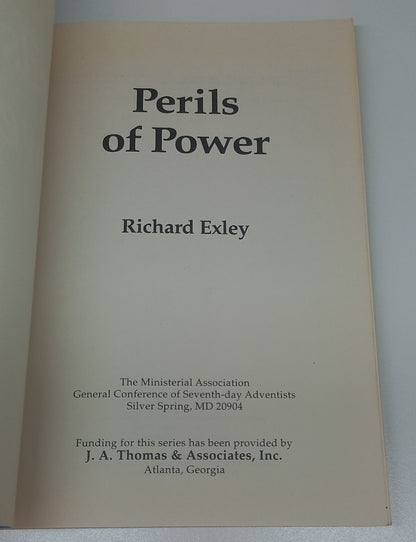 Perils
of Power
Richard Exley
The Ministerial Association
General Conference of Seventh-day Adventists
Silver Spring, MD 20904
Funding for this series has been provided by
J. A. Thomas & Associates, Inc.
Atlanta, Georgia